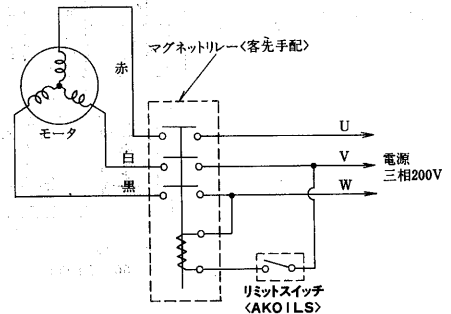 マグネットリレー〈客先手配〉
赤
モータ
白
黒
U
V
W
電源
三相200V
リミットスイッチ
〈AK01LS〉